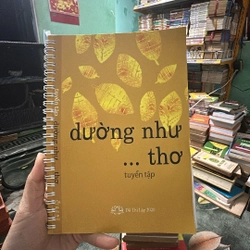 dường như
... thơ
tuyển tập